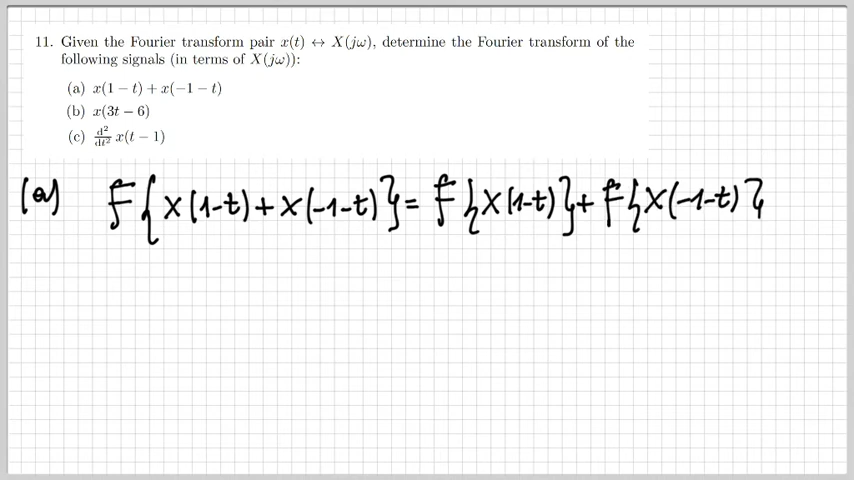 11. Given the Fourier transform pair x(t) ↔ X(jω), determine the Fourier transform of the
following signals (in terms of X(jω)):
(a) x(1 − t) + x(−1 − t)
(b) x(3t − 6)
(c) d²/dt² x(t − 1)
(a) F{x(1-t)+x(-1-t)}= F{x(1-t)}+F{x(-1-t)}